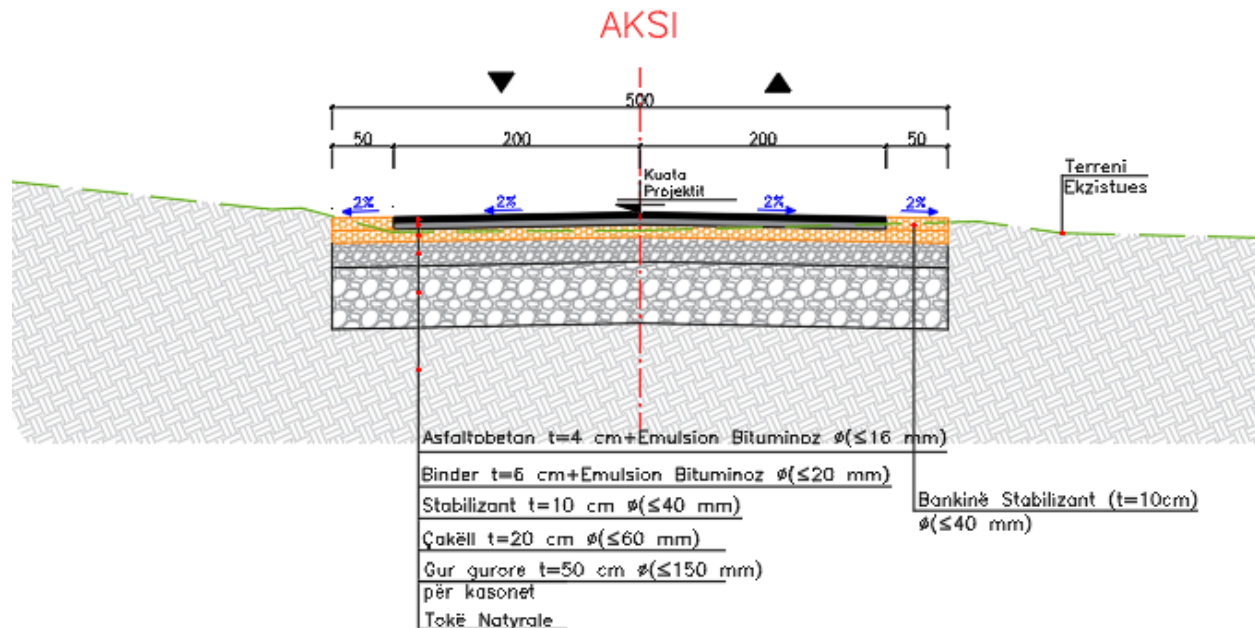 AKSI
500
50 200 200 50
Kuota
Projektit
Terreni
Ekzistues
2% 2% 2% 2%
Asfaltobetan t=4 cm+Emulsion Bituminoz ø(≤16 mm)
Binder t=6 cm+Emulsion Bituminoz ø(≤20 mm)
Stabilizant t=10 cm ø(≤40 mm)
Çakëll t=20 cm ø(≤60 mm)
Gur gurore t=50 cm ø(≤150 mm)
për kasonet
Tokë Natyrale
Bankinë Stabilizant (t=10cm)
ø(≤40 mm)